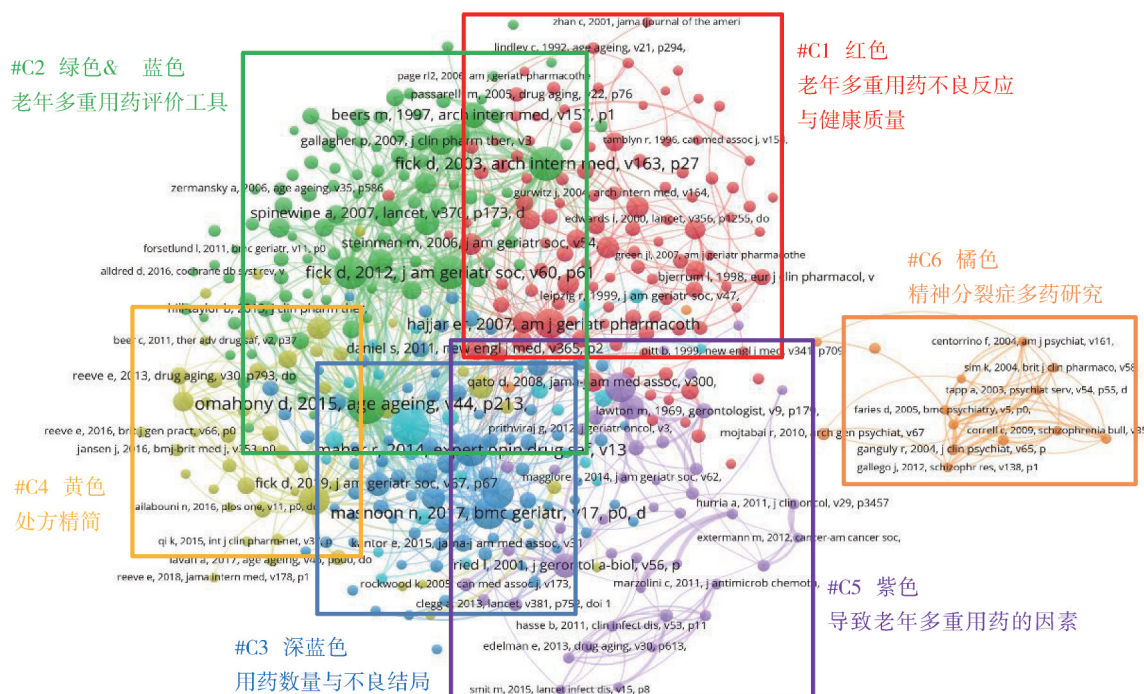 #C2 绿色& 蓝色
老年多重用药评价工具
#C1 红色
老年多重用药不良反应
与健康质量
#C6 橘色
精神分裂症多药研究
#C4 黄色
处方精简
#C5 紫色
导致老年多重用药的因素
#C3 深蓝色
用药数量与不良结局
zhan c, 2001, jama (journal of the ameri
lindley c, 1992, age ageing, v21, p294,
page rl2, 2006, am j geriatr pharmacothe
passarell m, 2005, drug aging, v22, p76
beers m, 1997, arch intern med, v157, p1
gallagher p, 2007, j clin pharm ther, v3
tamblyn r, 1996, can med assoc j, v154,
fick d, 2003, arch intern med, v163, p27
zermansky a, 2006, age ageing, v35, p586
gurwitz j, 2004, arch intern med, v164,
spinewine a, 2007, lancet, v370, p173, d
edwards i, 2000, lancet, v356, p1255, do
steinman m, 2006, j am geriatr soc, v54,
forsetlund l, 2011, bmc geriatr, v11, p0
green jl, 2007, am j geriatr pharmacothe
alldred d, 2016, cochrane db syst rev, v
fick d, 2012, j am geriatr soc, v60, p61
bjerrum l, 1998, eur j clin pharmacol, v
leipzig r, 1999, j am geriatr soc, v47,
hajjar er, 2007, am j geriatr pharmacoth
beer c, 2011, ther adv drug saf, v2, p37
daniel s, 2011, new engl j med, v365, p2
pitt b, 1999, new engl j med, v341, p709
centorrino f, 2004, am j psychiat, v161,
sim k, 2004, brit j clin pharmaco, v58
reeve e, 2013, drug aging, v30, p793, do
qato d, 2008, jama-j am med assoc, v300,
tapp a, 2003, psychiat serv, v54, p55, d
omahony d, 2015, age ageing, v44, p213,
lawton m, 1969, gerontologist, v9, p179,
faries d, 2005, bmc psychiatry, v5, p0,
reeve e, 2016, brit j gen pract, v66, p0
prithviraj g, 2012, j geriatr oncol, v3,
mojtabai r, 2010, arch gen psychiat, v67
correll c, 2009, schizophrenia bull, v35
jansen j, 2016, bmj-brit med j, v353, p0
maher r, 2014, expert opin drug saf, v13
ganguly r, 2004, j clin psychiat, v65, p
gallego j, 2012, schizophr res, v138, p1
fick d, 2019, j am geriatr soc, v67, p67
maggiore r, 2014, j am geriatr soc, v62,
ailabouni n, 2016, plos one, v11, p0, do
masnoon n, 2017, bmc geriatr, v17, p0, d
hurria a, 2011, j clin oncol, v29, p3457
qi k, 2015, int j clin pharm-net, v37, p
kantor e, 2015, jama-j am med assoc, v31
extermann m, 2012, cancer-am cancer soc,
lavan a, 2017, age ageing, v46, p600, do
ried l, 2001, j gerontol a-biol, v56, p
reeve e, 2018, jama intern med, v178, p1
rockwood k, 2005, can med assoc j, v173,
marzolini c, 2011, j antimicrob chemoth,
clegg a, 2013, lancet, v381, p752, doi 1
hasse b, 2011, clin infect dis, v53, p11
edelman e, 2013, drug aging, v30, p613,
smit m, 2015, lancet infect dis, v15, p8